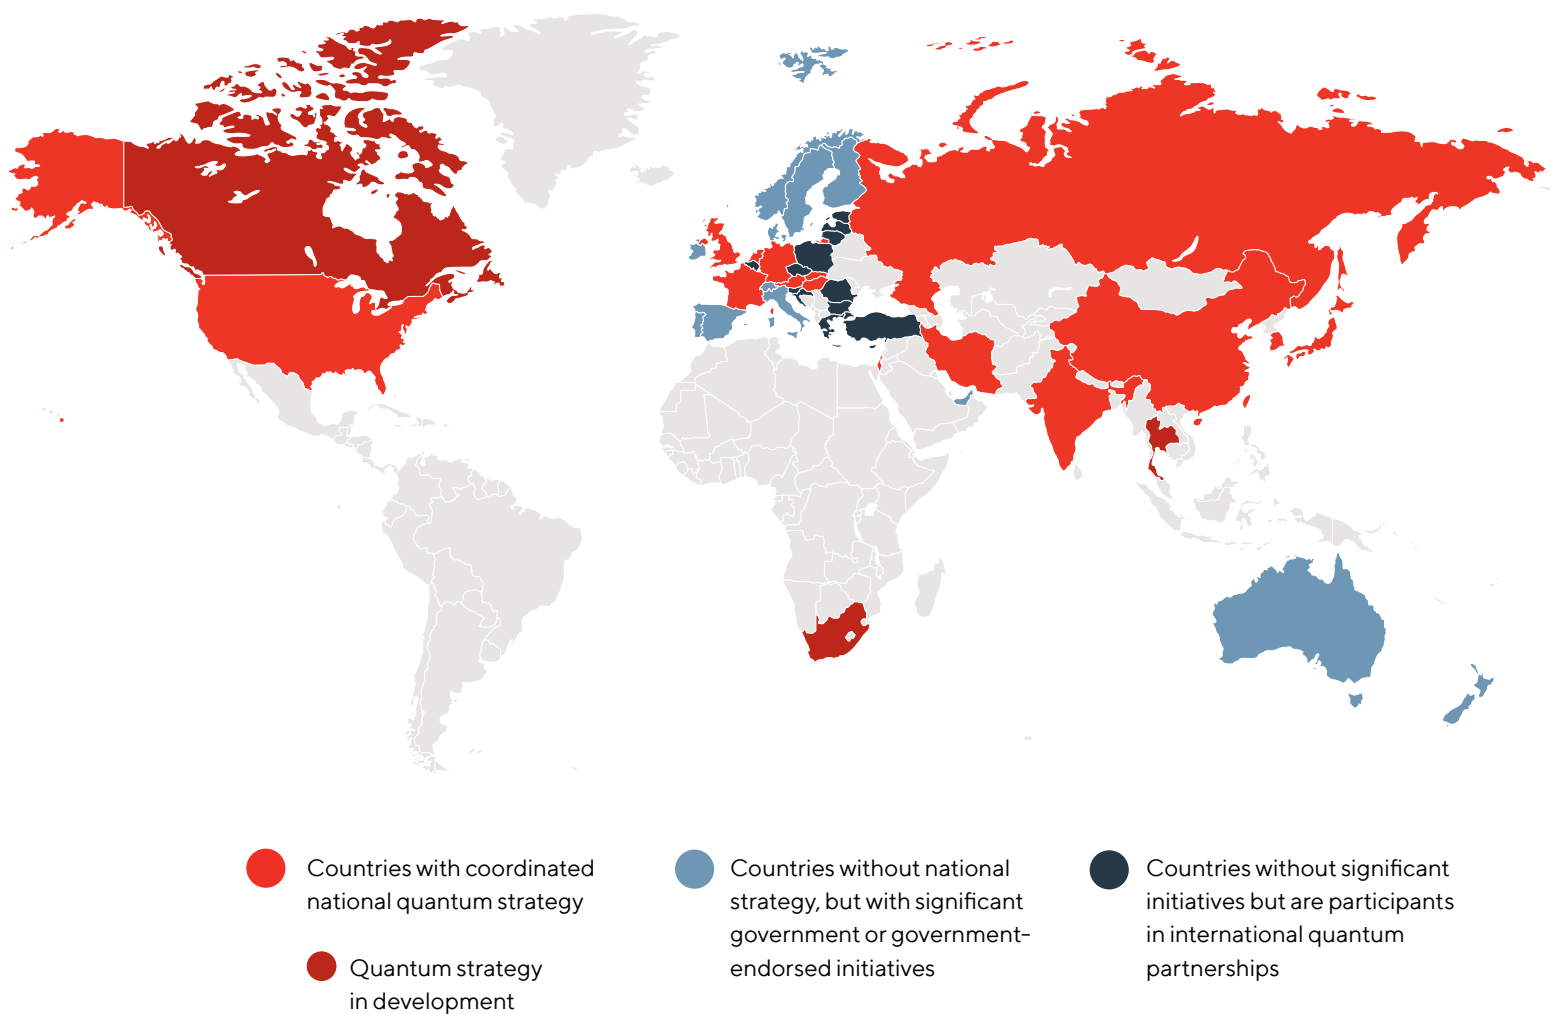 Countries with coordinated
national quantum strategy
Quantum strategy
in development
Countries without national
strategy, but with significant
government or government-
endorsed initiatives
Countries without significant
initiatives but are participants
in international quantum
partnerships